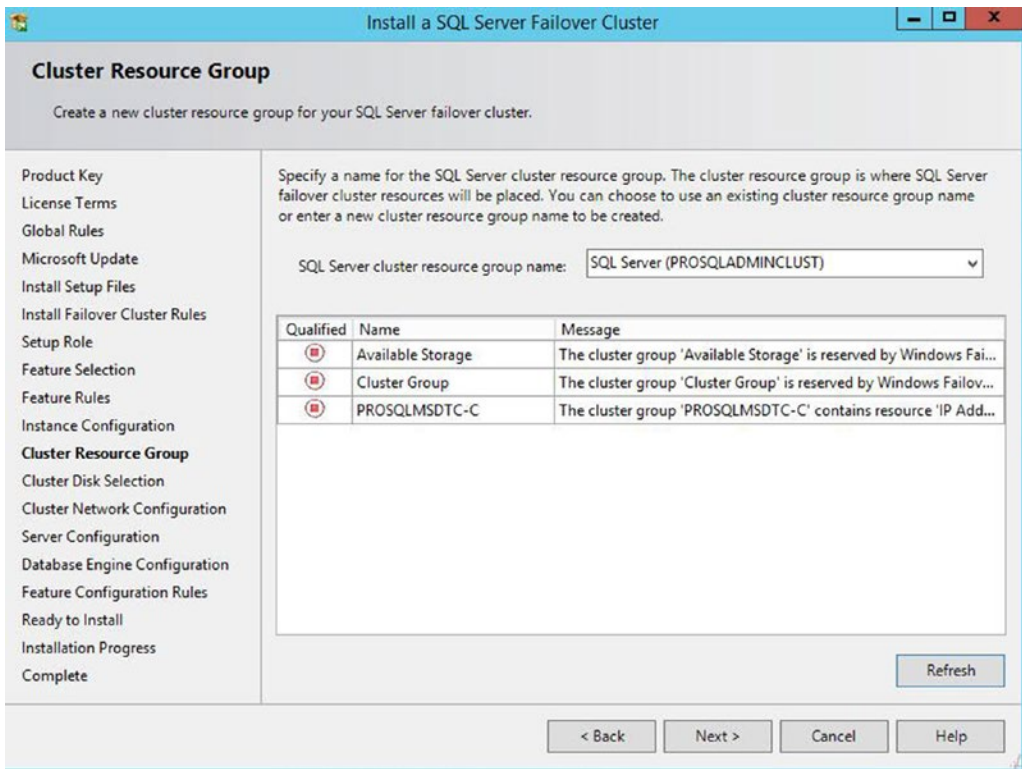 Install a SQL Server Failover Cluster
Cluster Resource Group
Create a new cluster resource group for your SQL Server failover cluster.
Product Key
License Terms
Global Rules
Microsoft Update
Install Setup Files
Install Failover Cluster Rules
Setup Role
Feature Selection
Feature Rules
Instance Configuration
Cluster Resource Group
Cluster Disk Selection
Cluster Network Configuration
Server Configuration
Database Engine Configuration
Feature Configuration Rules
Ready to Install
Installation Progress
Complete
Specify a name for the SQL Server cluster resource group. The cluster resource group is where SQL Server
failover cluster resources will be placed. You can choose to use an existing cluster resource group name
or enter a new cluster resource group name to be created.
SQL Server cluster resource group name: SQL Server (PROSQLADMINCLUST)
Qualified Name Message
Available Storage The cluster group 'Available Storage' is reserved by Windows Fai...
Cluster Group The cluster group 'Cluster Group' is reserved by Windows Failov...
PROSQLMSDTC-C The cluster group 'PROSQLMSDTC-C' contains resource 'IP Add...
Refresh
< Back Next > Cancel Help